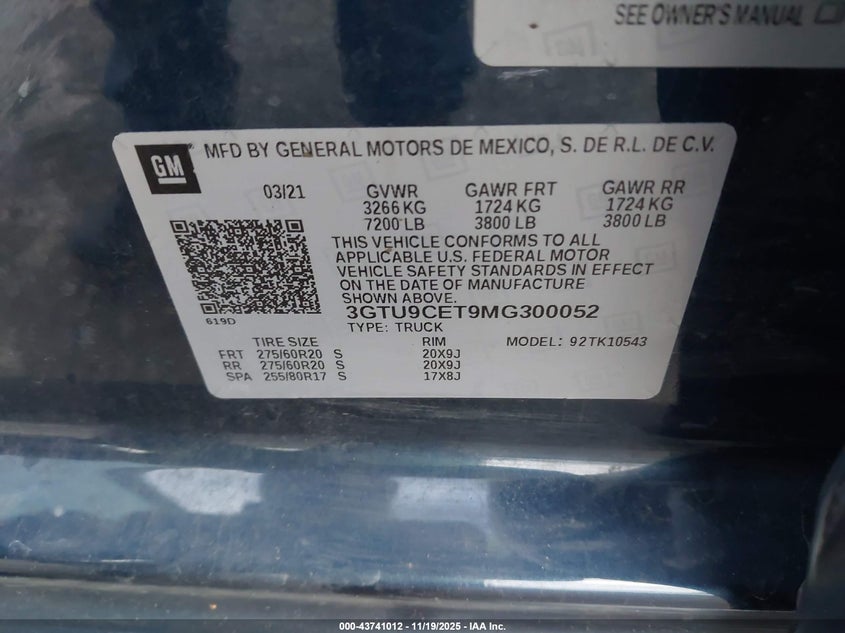 SEE OWNER'S MANUAL
GM
MFD BY GENERAL MOTORS DE MEXICO, S. DE R.L. DE C.V.
03/21 GVWR GAWR FRT GAWR RR
3266 KG 1724 KG 1724 KG
7200 LB 3800 LB 3800 LB
THIS VEHICLE CONFORMS TO ALL
APPLICABLE U.S. FEDERAL MOTOR
VEHICLE SAFETY STANDARDS IN EFFECT
ON THE DATE OF MANUFACTURE
SHOWN ABOVE.
3GTU9CET9MG300052
619D
TYPE: TRUCK
TIRE SIZE RIM MODEL: 92TK10543
FRT 275/60R20 S 20X9J
RR 275/60R20 S 20X9J
SPA 255/80R17 S 17X8J
000-43741012 - 11/19/2025 - IAA Inc.